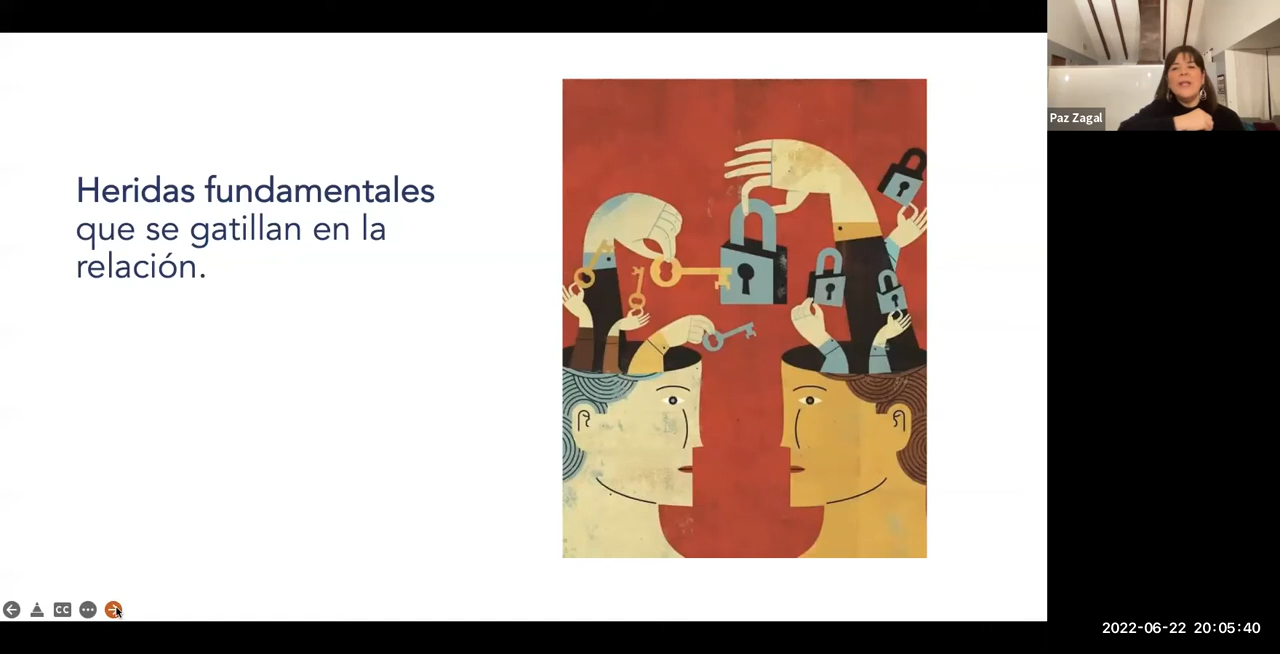 Heridas fundamentales
que se gatillan en la
relación.
Paz Zagal
CC
2022-06-22 20:05:40